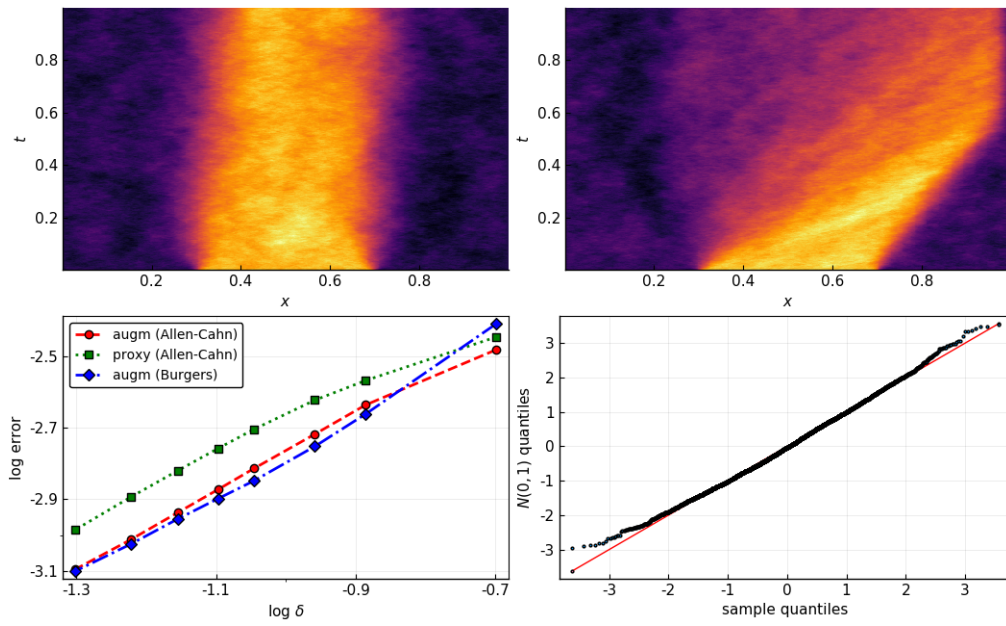 0.8
0.6
t
0.4
0.2
0.2 0.4 0.6 0.8
x
0.8
0.6
t
0.4
0.2
0.2 0.4 0.6 0.8
x
augm (Allen-Cahn)
proxy (Allen-Cahn)
augm (Burgers)
-2.5
-2.7
log error
-2.9
-3.1
-1.3 -1.1 -0.9 -0.7
log δ
3
2
1
N(0,1) quantiles
0
-1
-2
-3
-3 -2 -1 0 1 2 3
sample quantiles